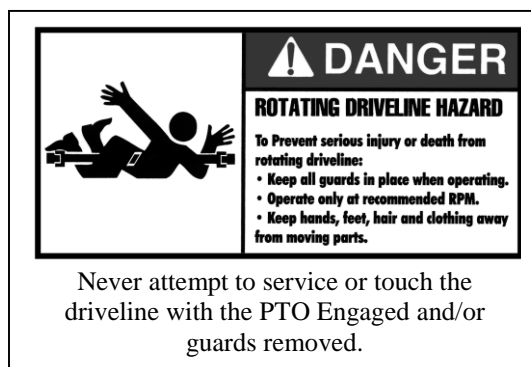 DANGER
ROTATING DRIVELINE HAZARD
To Prevent serious injury or death from
rotating driveline:
• Keep all guards in place when operating.
• Operate only at recommended RPM.
• Keep hands, feet, hair and clothing away
from moving parts.
Never attempt to service or touch the
driveline with the PTO Engaged and/or
guards removed.